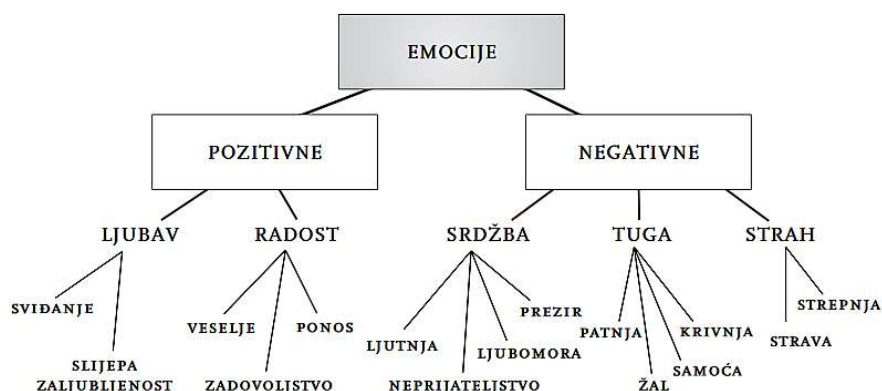 EMOCIJE
POZITIVNE
NEGATIVNE
LJUBAV
RADOST
SRDŽBA
TUGA
STRAH
SVIĐANJE
SLIJEPA
ZALJUBLJENOST
VESELJE
ZADOVOLJSTVO
PONOS
LJUTNJA
NEPRIJATELJSTVO
LJUBOMORA
PREZIR
PATNJA
ŽAL
SAMOĆA
KRIVNJA
STRAVA
STREPNJA